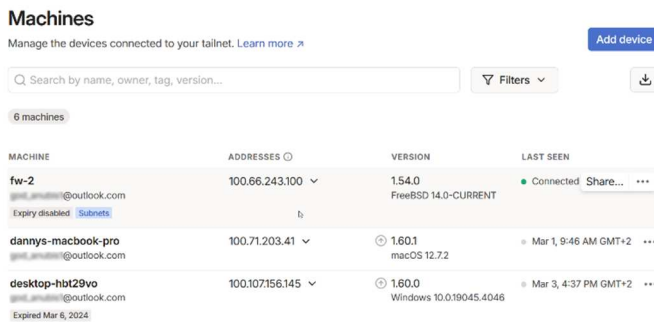 Machines
Manage the devices connected to your tailnet. Learn more ↗
Add device
Search by name, owner, tag, version...
Filters
6 machines
MACHINE ADDRESSES VERSION LAST SEEN
fw-2 100.66.243.100 1.54.0 Connected Share... •••
@outlook.com FreeBSD 14.0-CURRENT
Expiry disabled Subnets
dannys-macbook-pro 100.71.203.41 1.60.1 Mar 1, 9:46 AM GMT+2
@outlook.com macOS 12.7.2
desktop-hbt29vo 100.107.156.145 1.60.0 Mar 3, 4:37 PM GMT+2
@outlook.com Windows 10.0.19045.4046
Expired Mar 6, 2024